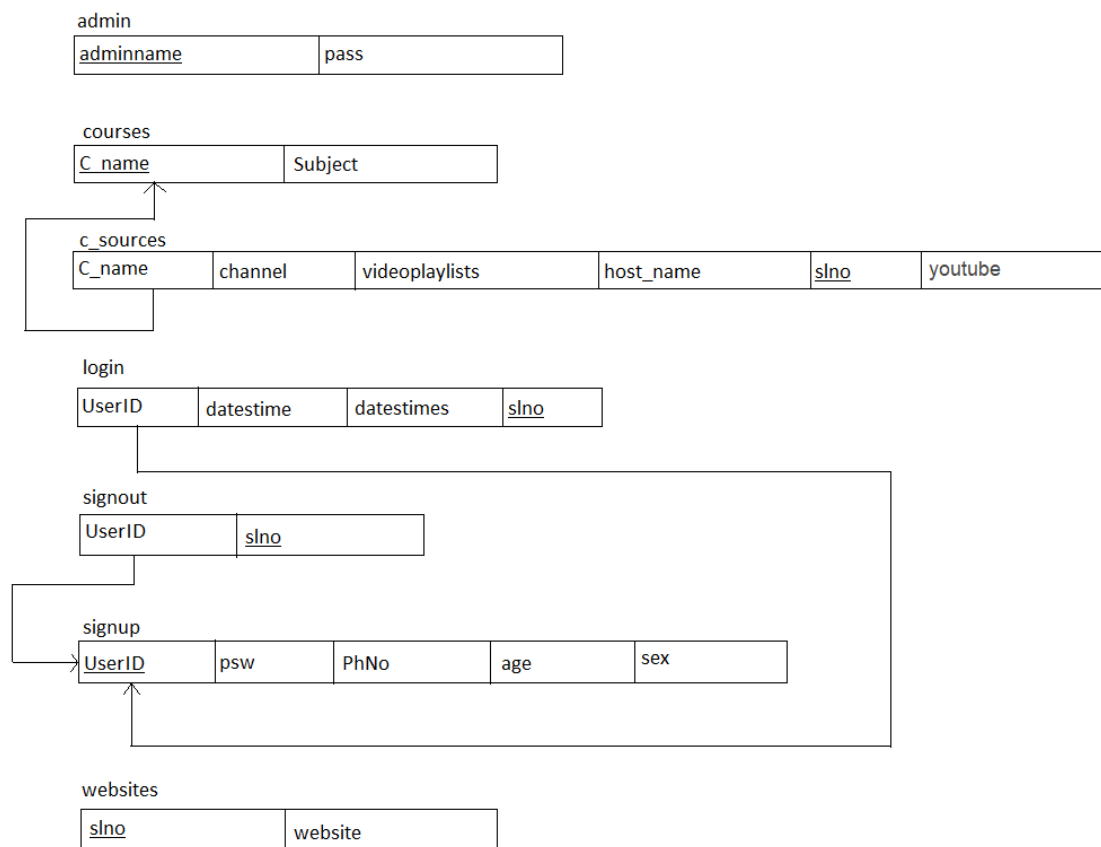 admin
adminname pass
courses
C_name Subject
c_sources
C_name channel videoplaylists host_name slno youtube
login
UserID datestime datestimes slno
signout
UserID slno
signup
UserID psw PhNo age sex
websites
slno website